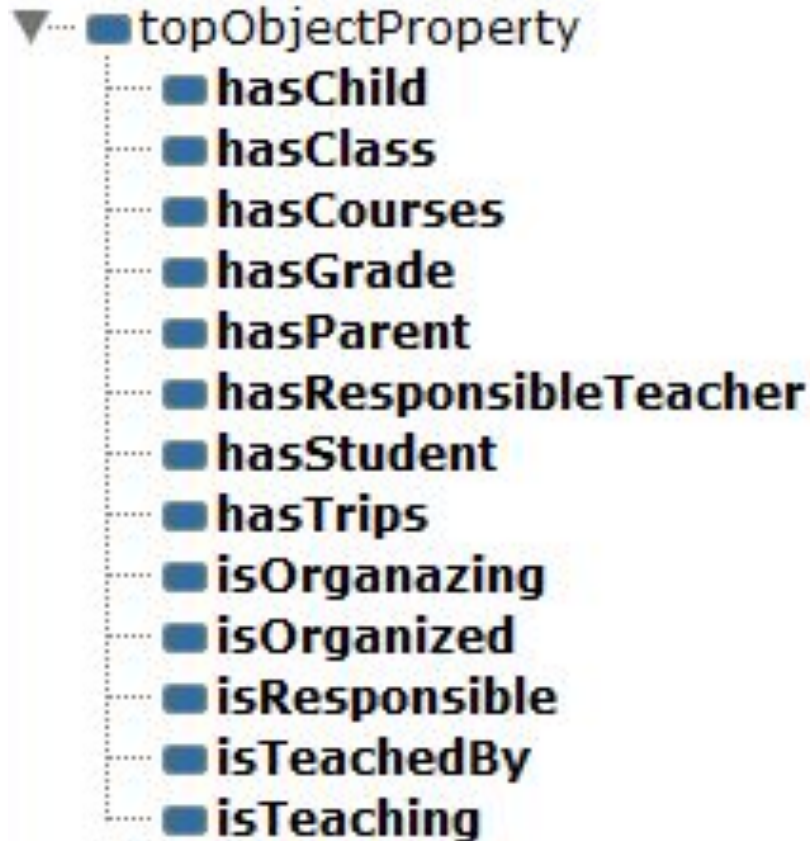 topObjectProperty
hasChild
hasClass
hasCourses
hasGrade
hasParent
hasResponsibleTeacher
hasStudent
hasTrips
isOrganazing
isOrganized
isResponsible
isTeachedBy
isTeaching